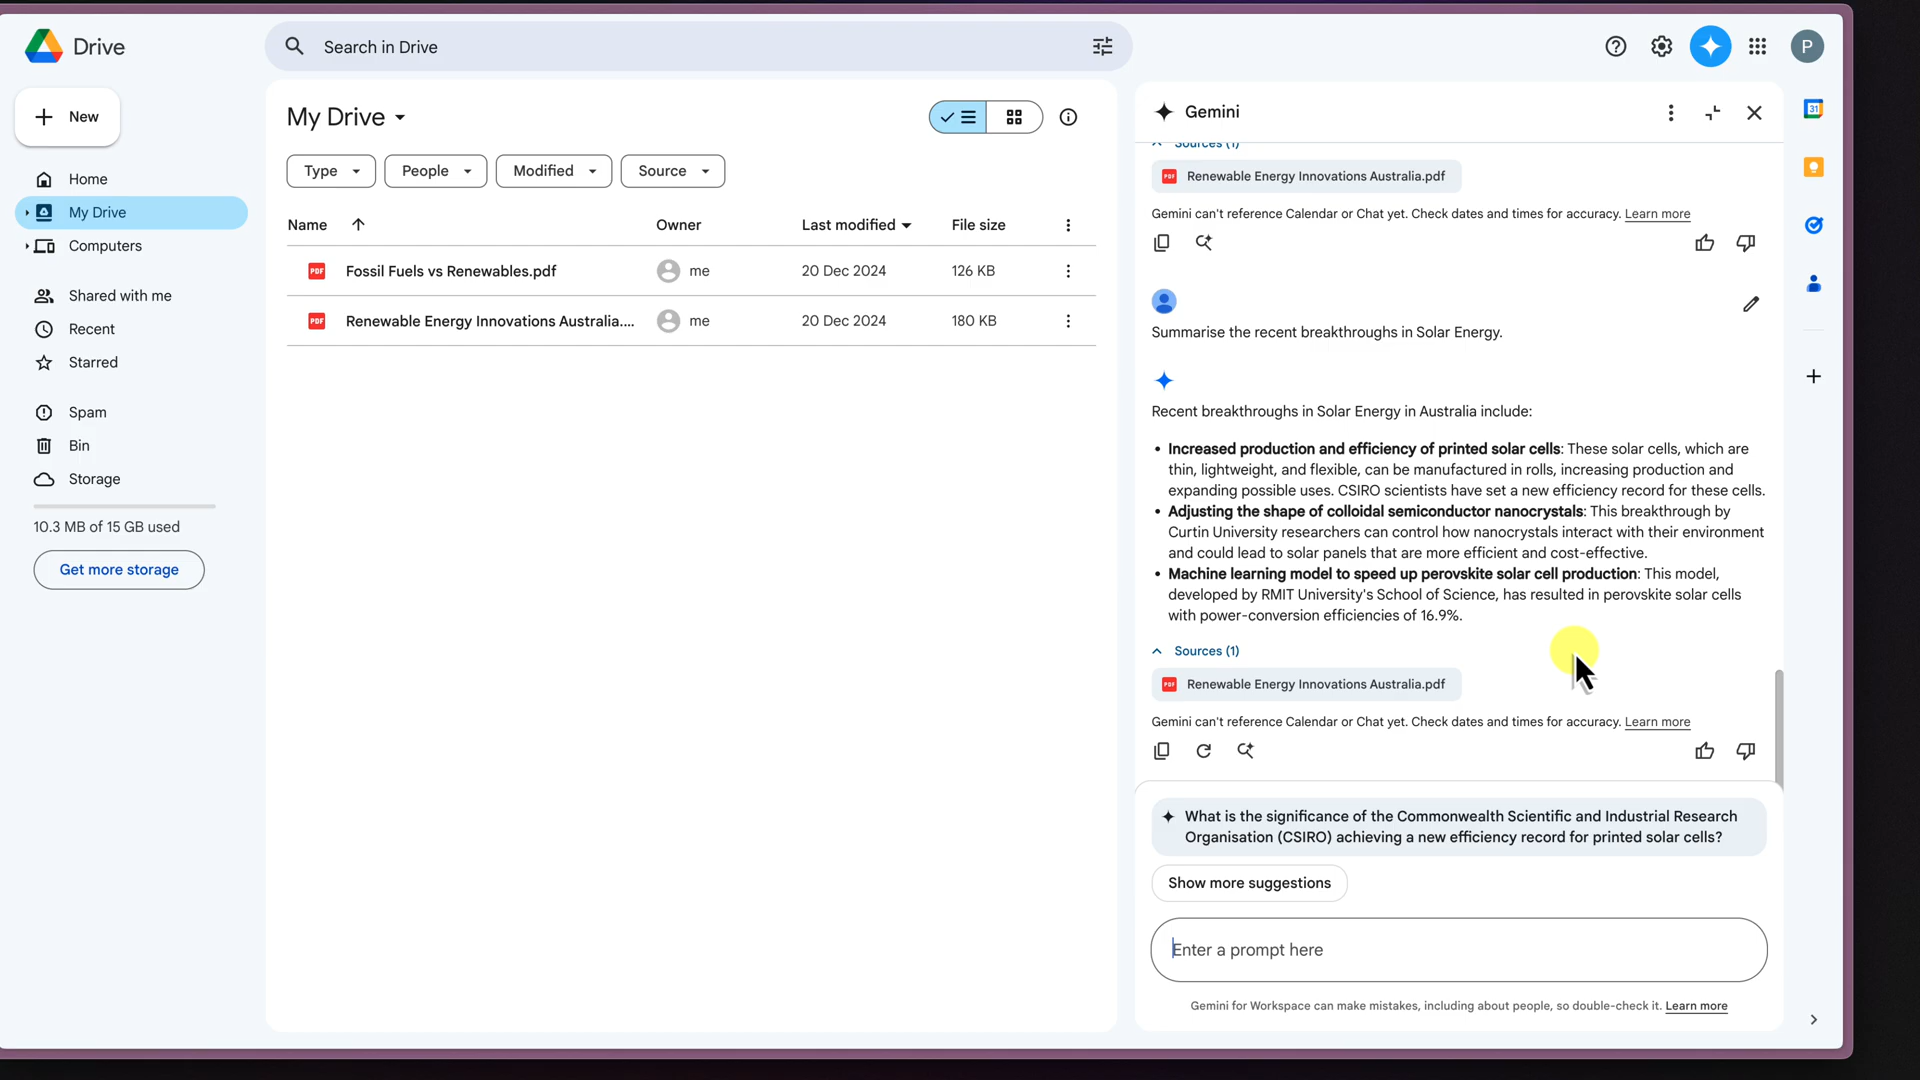 Drive
Search in Drive
P
New
Home
My Drive
Computers
Shared with me
Recent
Starred
Spam
Bin
Storage
10.3 MB of 15 GB used
Get more storage
My Drive
Type
People
Modified
Source
Name
Owner
Last modified
File size
PDF
Fossil Fuels vs Renewables.pdf
me
20 Dec 2024
126 KB
PDF
Renewable Energy Innovations Australia....
me
20 Dec 2024
180 KB
Gemini
Sources (1)
PDF
Renewable Energy Innovations Australia.pdf
Gemini can't reference Calendar or Chat yet. Check dates and times for accuracy. Learn more
Summarise the recent breakthroughs in Solar Energy.
Recent breakthroughs in Solar Energy in Australia include:
• Increased production and efficiency of printed solar cells: These solar cells, which are
thin, lightweight, and flexible, can be manufactured in rolls, increasing production and
expanding possible uses. CSIRO scientists have set a new efficiency record for these cells.
• Adjusting the shape of colloidal semiconductor nanocrystals: This breakthrough by
Curtin University researchers can control how nanocrystals interact with their environment
and could lead to solar panels that are more efficient and cost-effective.
• Machine learning model to speed up perovskite solar cell production: This model,
developed by RMIT University's School of Science, has resulted in perovskite solar cells
with power-conversion efficiencies of 16.9%.
Sources (1)
PDF
Renewable Energy Innovations Australia.pdf
Gemini can't reference Calendar or Chat yet. Check dates and times for accuracy. Learn more
What is the significance of the Commonwealth Scientific and Industrial Research
Organisation (CSIRO) achieving a new efficiency record for printed solar cells?
Show more suggestions
Enter a prompt here
Gemini for Workspace can make mistakes, including about people, so double-check it. Learn more
31